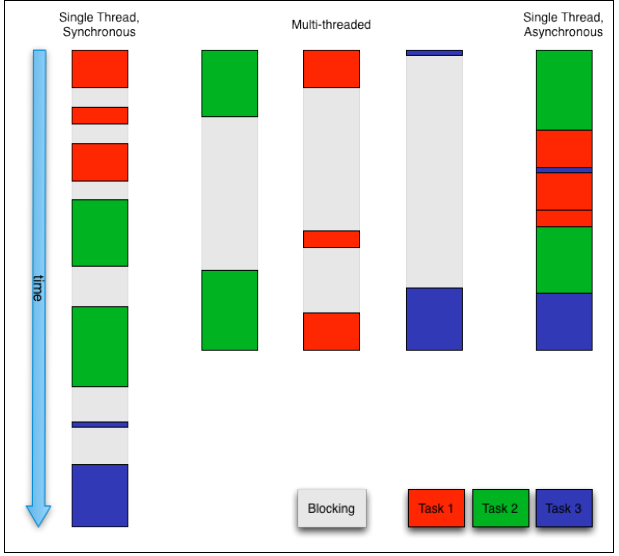 Single Thread,
Synchronous
Multi-threaded
Single Thread,
Asynchronous
time
Blocking
Task 1
Task 2
Task 3